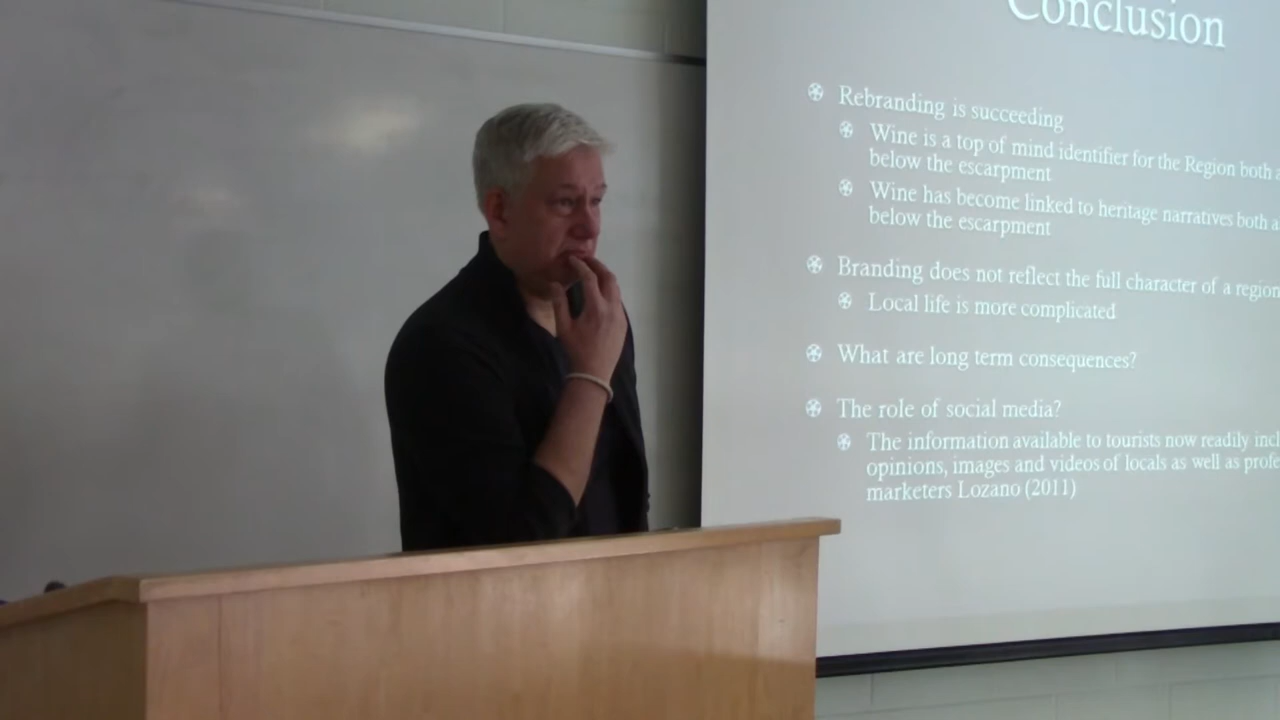 Conclusion
Rebranding is succeeding
Wine is a top of mind identifier for the Region both
below the escarpment
Wine has become linked to heritage narratives both
below the escarpment
Branding does not reflect the full character of a region
Local life is more complicated
What are long term consequences?
The role of social media?
The information available to tourists now readily
opinions, images and videos of locals as well as
marketers Lozano (2011)